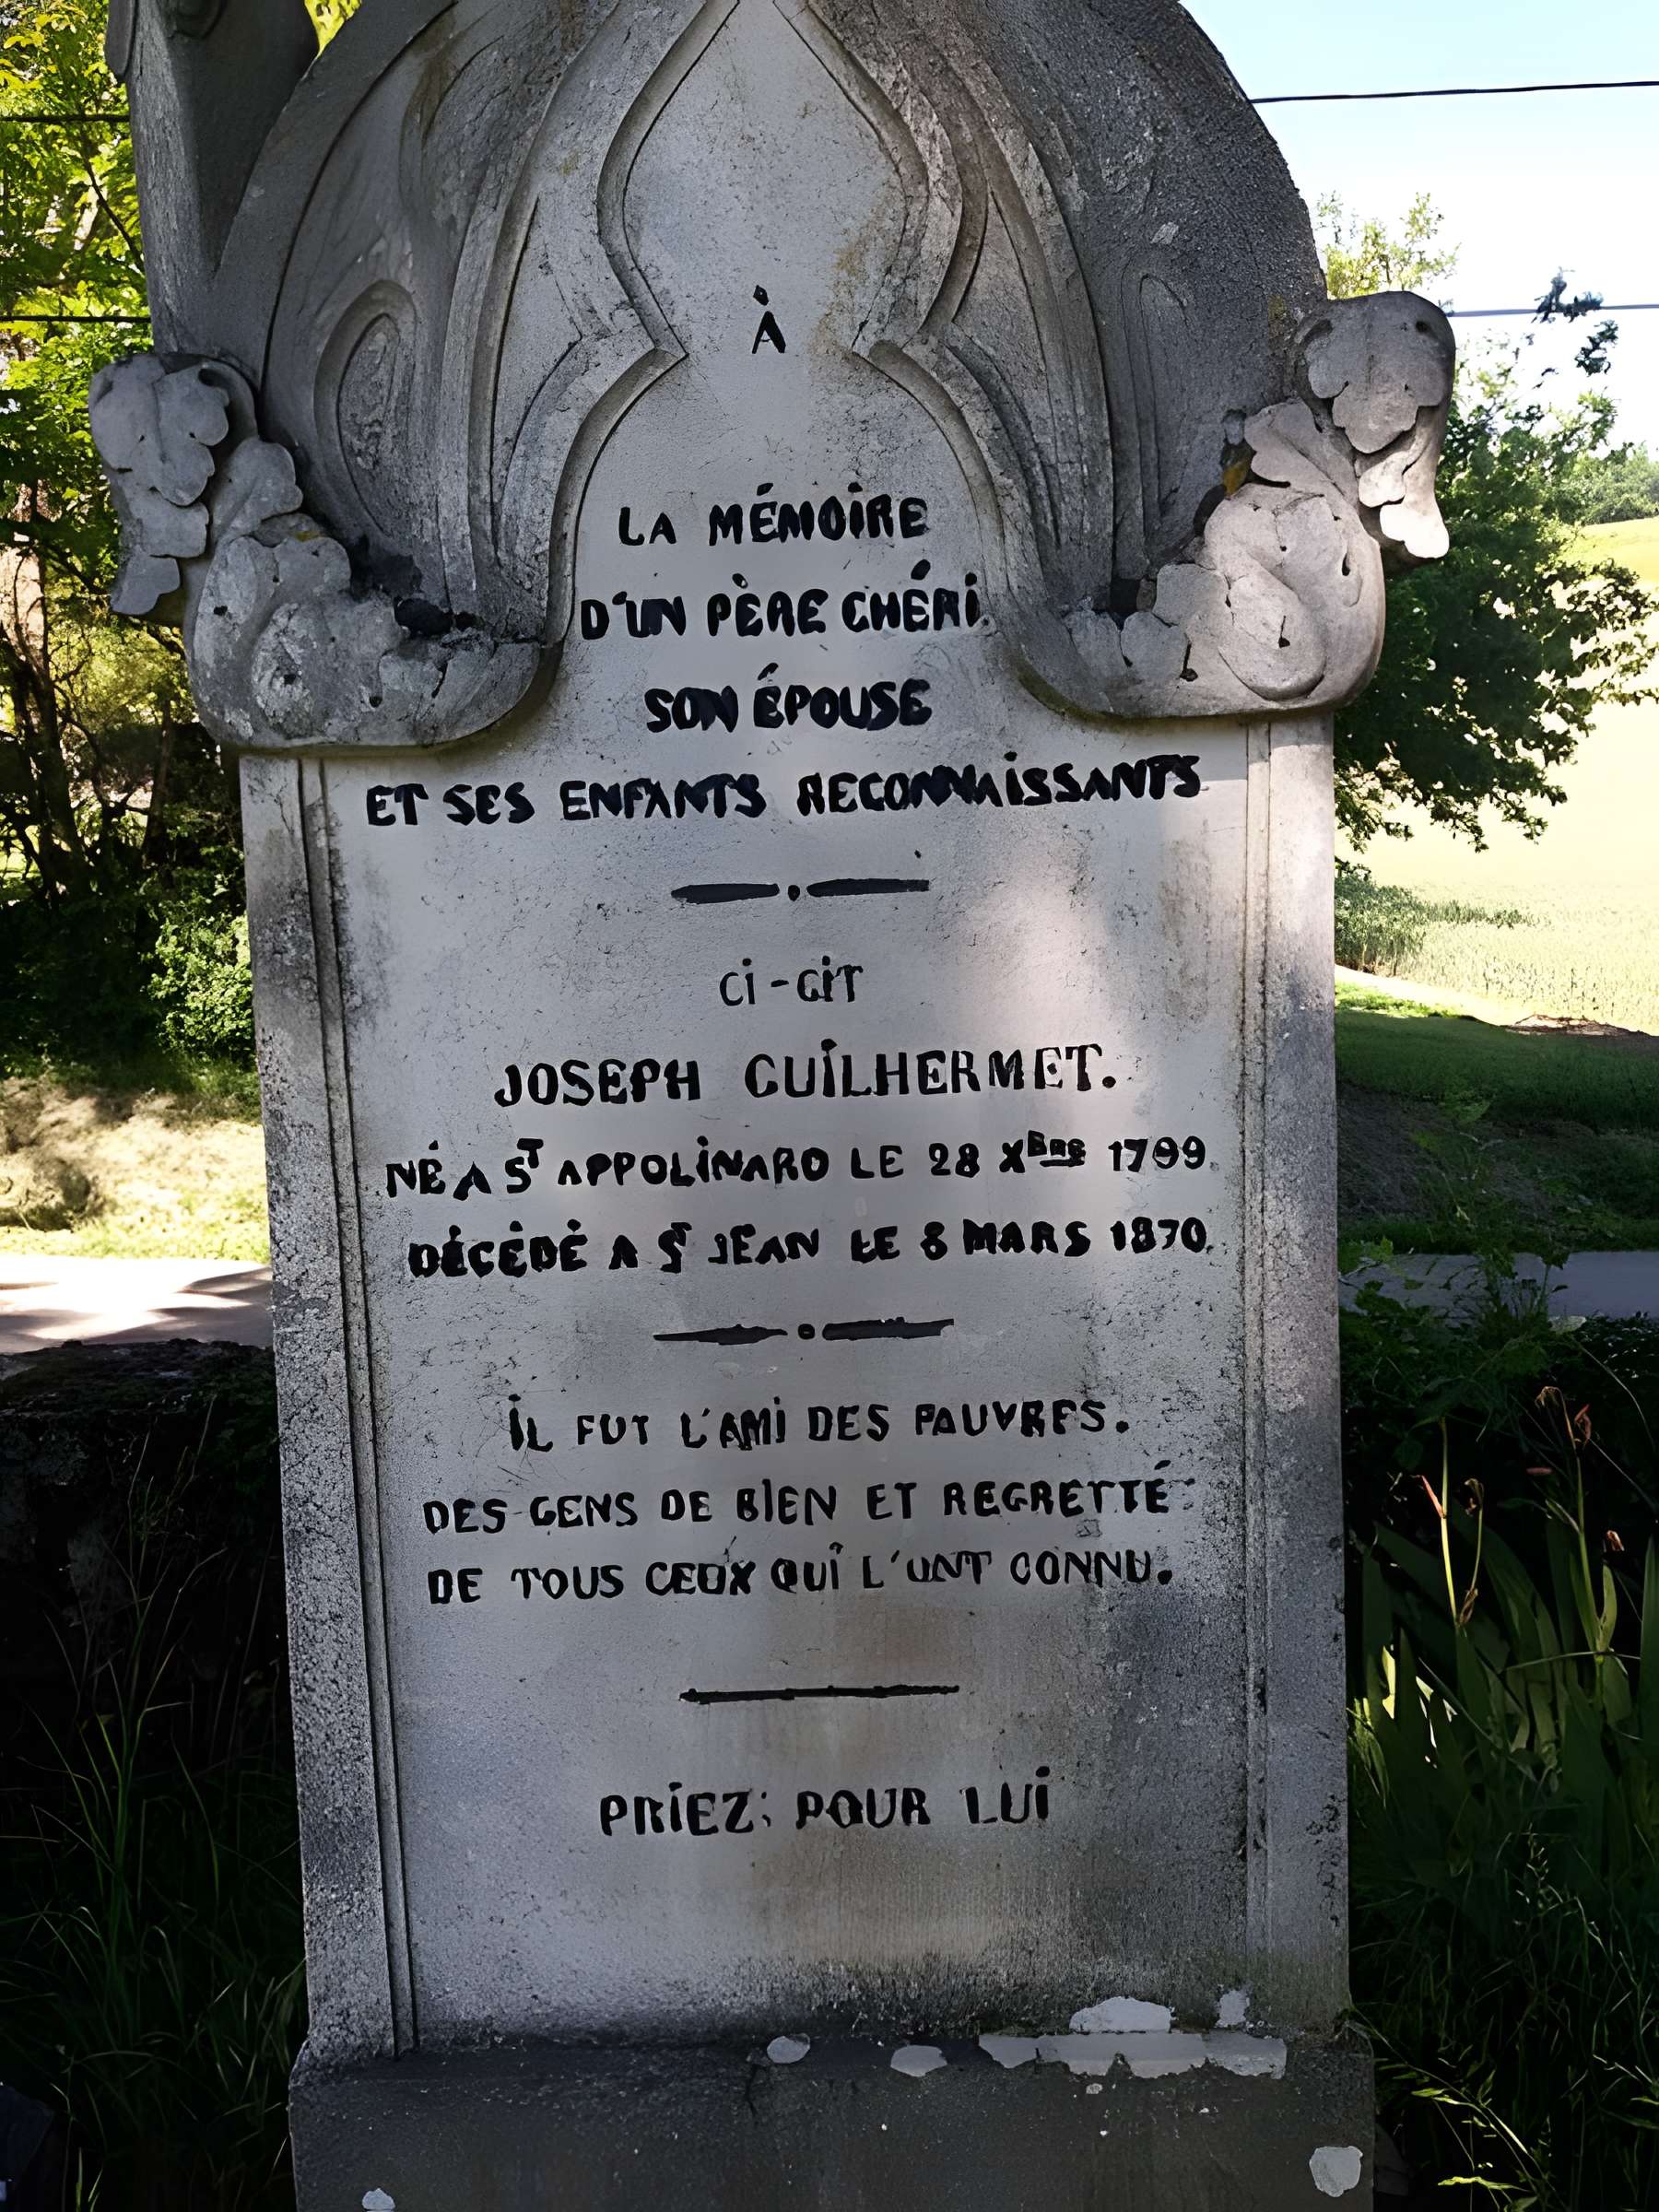 À
LA MÉMOIRE
D'UN PÈRE CHÉRI.
SON ÉPOUSE
ET SES ENFANTS RECONNAISSANTS
CI-GIT
JOSEPH GUILHERMET.
NÉ A ST APPOLINARD LE 28 XBRE 1799
DÉCÉDÉ A ST JEAN LE 8 MARS 1870.
IL FUT L'AMI DES PAUVRES.
DES GENS DE BIEN ET REGRETTÉ
DE TOUS CEUX QUI L'ONT CONNU.
PRIEZ POUR LUI